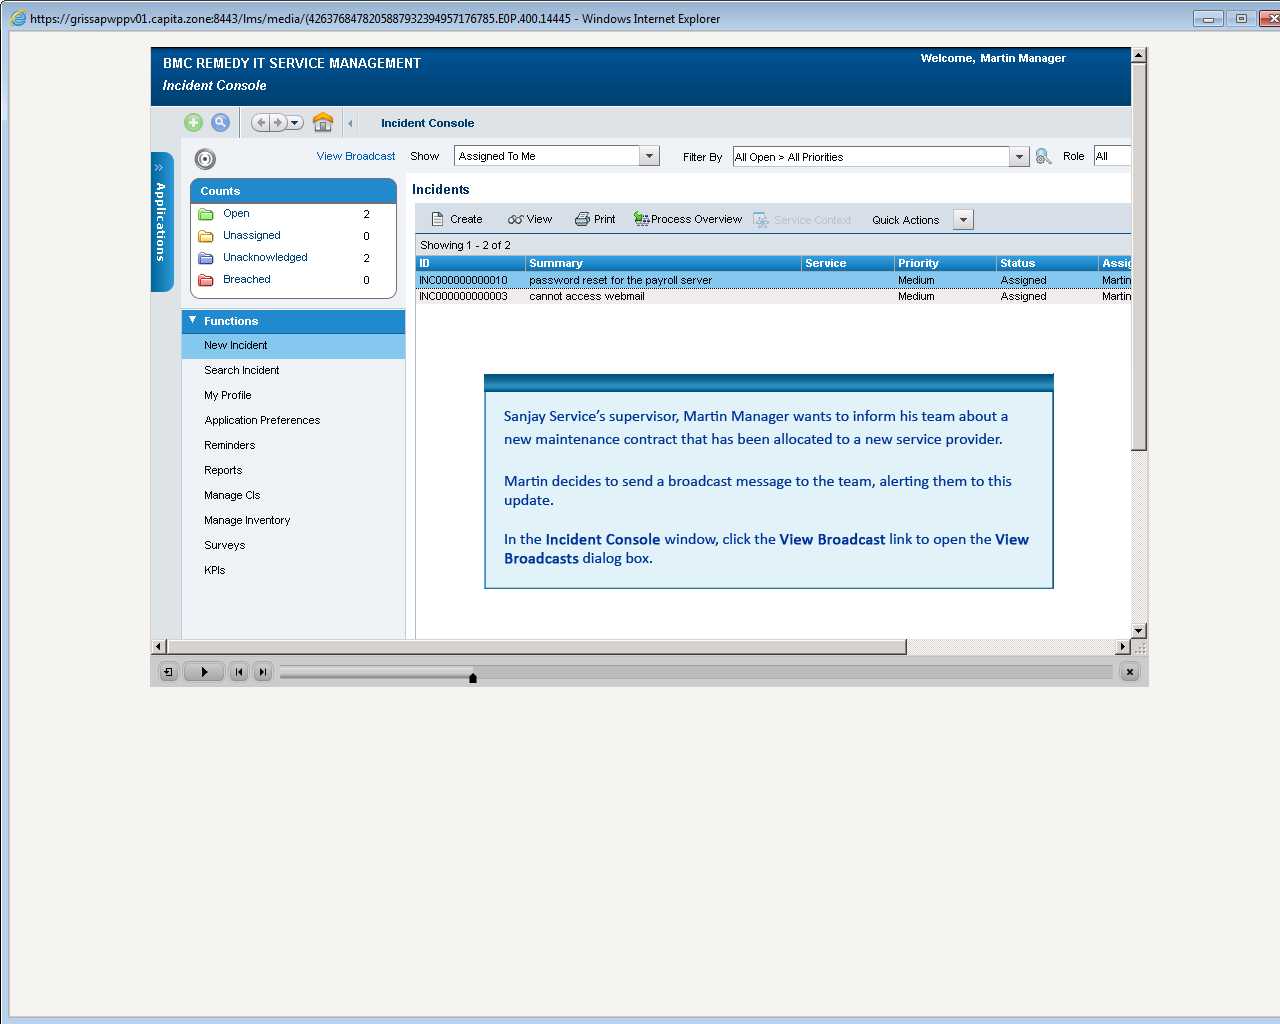 https://grissapwppv01.capita.zone:8443/lms/media/(4263768478205887932394957176785.E0P.400.14445 - Windows Internet Explorer
BMC REMEDY IT SERVICE MANAGEMENT
Welcome, Martin Manager
Incident Console
Incident Console
View Broadcast Show Assigned To Me Filter By All Open > All Priorities Role All
Applications
Counts
Open 2
Unassigned 0
Unacknowledged 2
Breached 0
Functions
New Incident
Search Incident
My Profile
Application Preferences
Reminders
Reports
Manage CIs
Manage Inventory
Surveys
KPIs
Incidents
Create View Print Process Overview Service Context Quick Actions
Showing 1 - 2 of 2
ID Summary Service Priority Status Assig
INC000000000010 password reset for the payroll server Medium Assigned Martin
INC000000000003 cannot access webmail Medium Assigned Martin
Sanjay Service's supervisor, Martin Manager wants to inform his team about a
new maintenance contract that has been allocated to a new service provider.
Martin decides to send a broadcast message to the team, alerting them to this
update.
In the Incident Console window, click the View Broadcast link to open the View
Broadcasts dialog box.